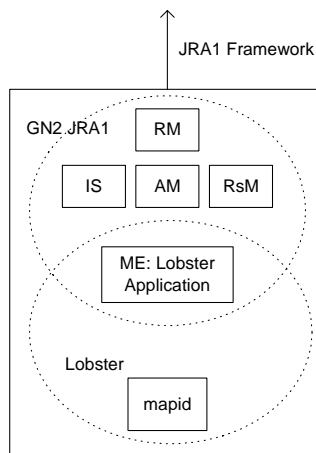 JRA1 Framework
GN2.JRA1
RM
IS
AM
RsM
ME: Lobster
Application
Lobster
mapid